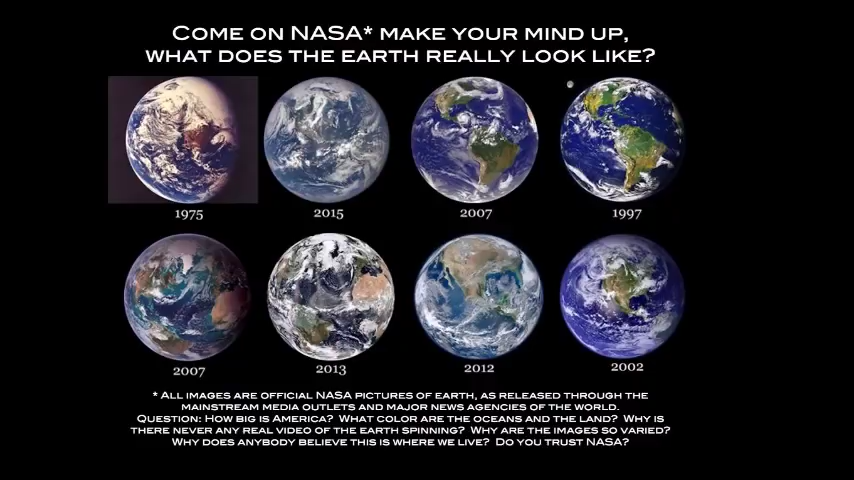 Come on NASA* make your mind up,
what does the earth really look like?
1975
2015
2007
1997
2007
2013
2012
2002
* All images are official NASA pictures of earth, as released through the
mainstream media outlets and major news agencies of the world.
Question: How big is America? What color are the oceans and the land? Why is
there never any real video of the earth spinning? Why are the images so varied?
Why does anybody believe this is where we live? Do you trust NASA?